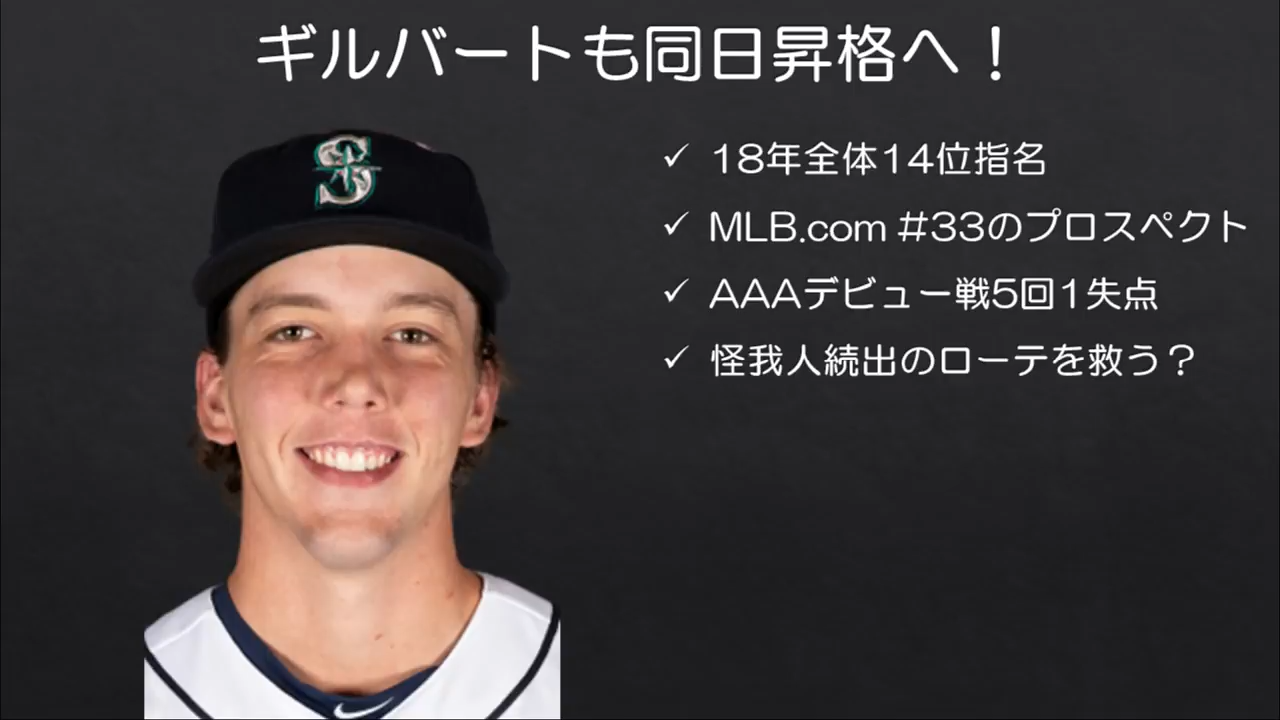 ギルバートも同日昇格へ！
S
✓ 18年全体14位指名
✓ MLB.com #33のプロスペクト
✓ AAAデビュー戦5回1失点
✓ 怪我人続出のローテを救う？